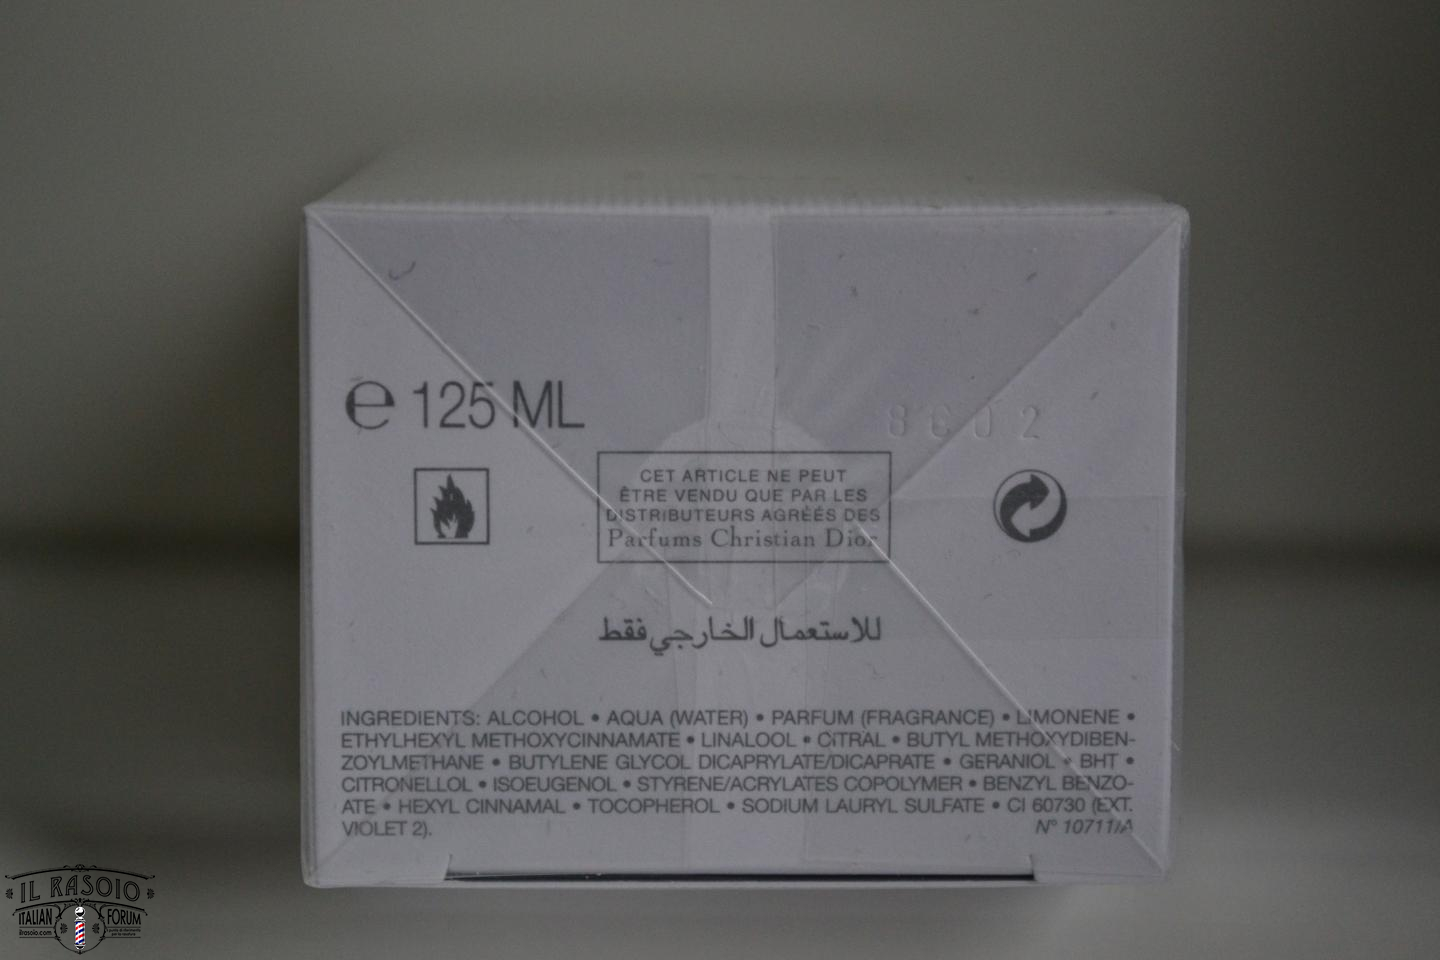 ℮ 125 ML
CET ARTICLE NE PEUT
ÊTRE VENDU QUE PAR LES
DISTRIBUTEURS AGRÉÉS DES
Parfums Christian Dior
للاستعمال الخارجي فقط
INGREDIENTS: ALCOHOL • AQUA (WATER) • PARFUM (FRAGRANCE) • LIMONENE •
ETHYLHEXYL METHOXYCINNAMATE • LINALOOL • CITRAL • BUTYL METHOXYDIBEN-
ZOYLMETHANE • BUTYLENE GLYCOL DICAPRYLATE/DICAPRATE • GERANIOL • BHT •
CITRONELLOL • ISOEUGENOL • STYRENE/ACRYLATES COPOLYMER • BENZYL BENZO-
ATE • HEXYL CINNAMAL • TOCOPHEROL • SODIUM LAURYL SULFATE • CI 60730 (EXT.
VIOLET 2). N° 10711/A
IL RASOIO
ITALIAN FORUM
ilrasoio.com